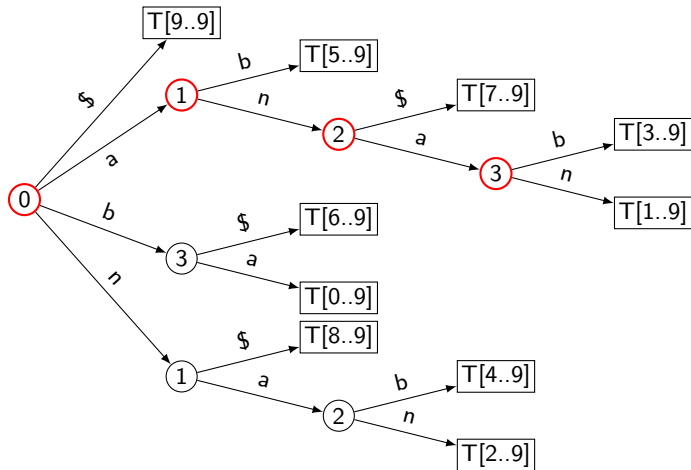 T[9..9]
$
b
T[5..9]
1
n
$
T[7..9]
a
2
a
b
T[3..9]
3
n
0
T[1..9]
b
$
T[6..9]
3
a
n
T[0..9]
$
T[8..9]
1
a
b
T[4..9]
2
n
T[2..9]